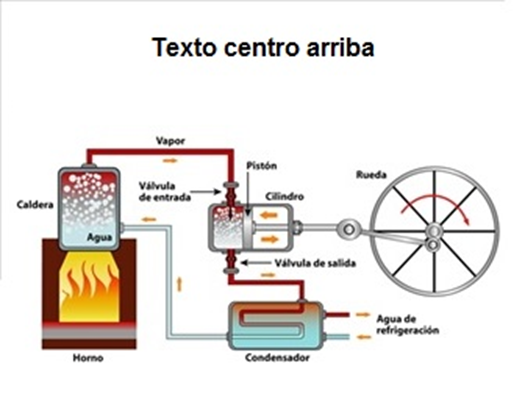 Texto centro arriba
Vapor
Pistón
Válvula
de entrada
Cilindro
Rueda
Caldera
Agua
Válvula de salida
Agua de
refrigeración
Horno
Condensador